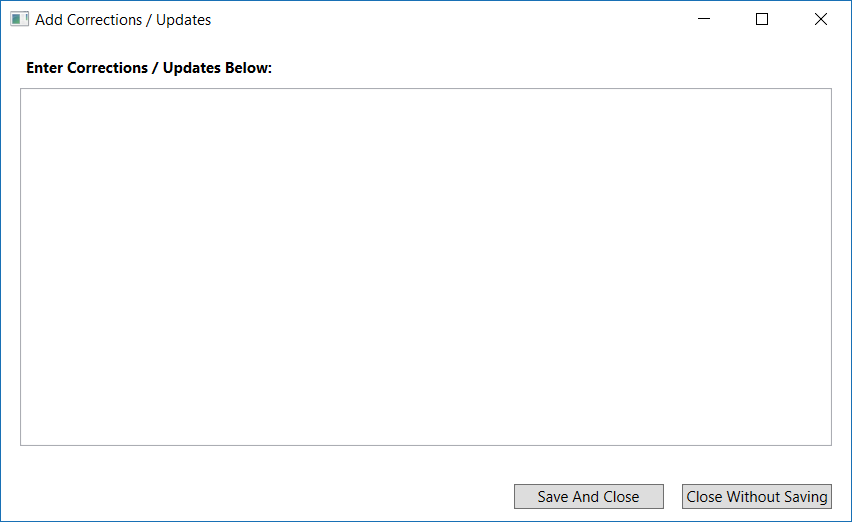 Add Corrections / Updates
Enter Corrections / Updates Below:
Save And Close
Close Without Saving